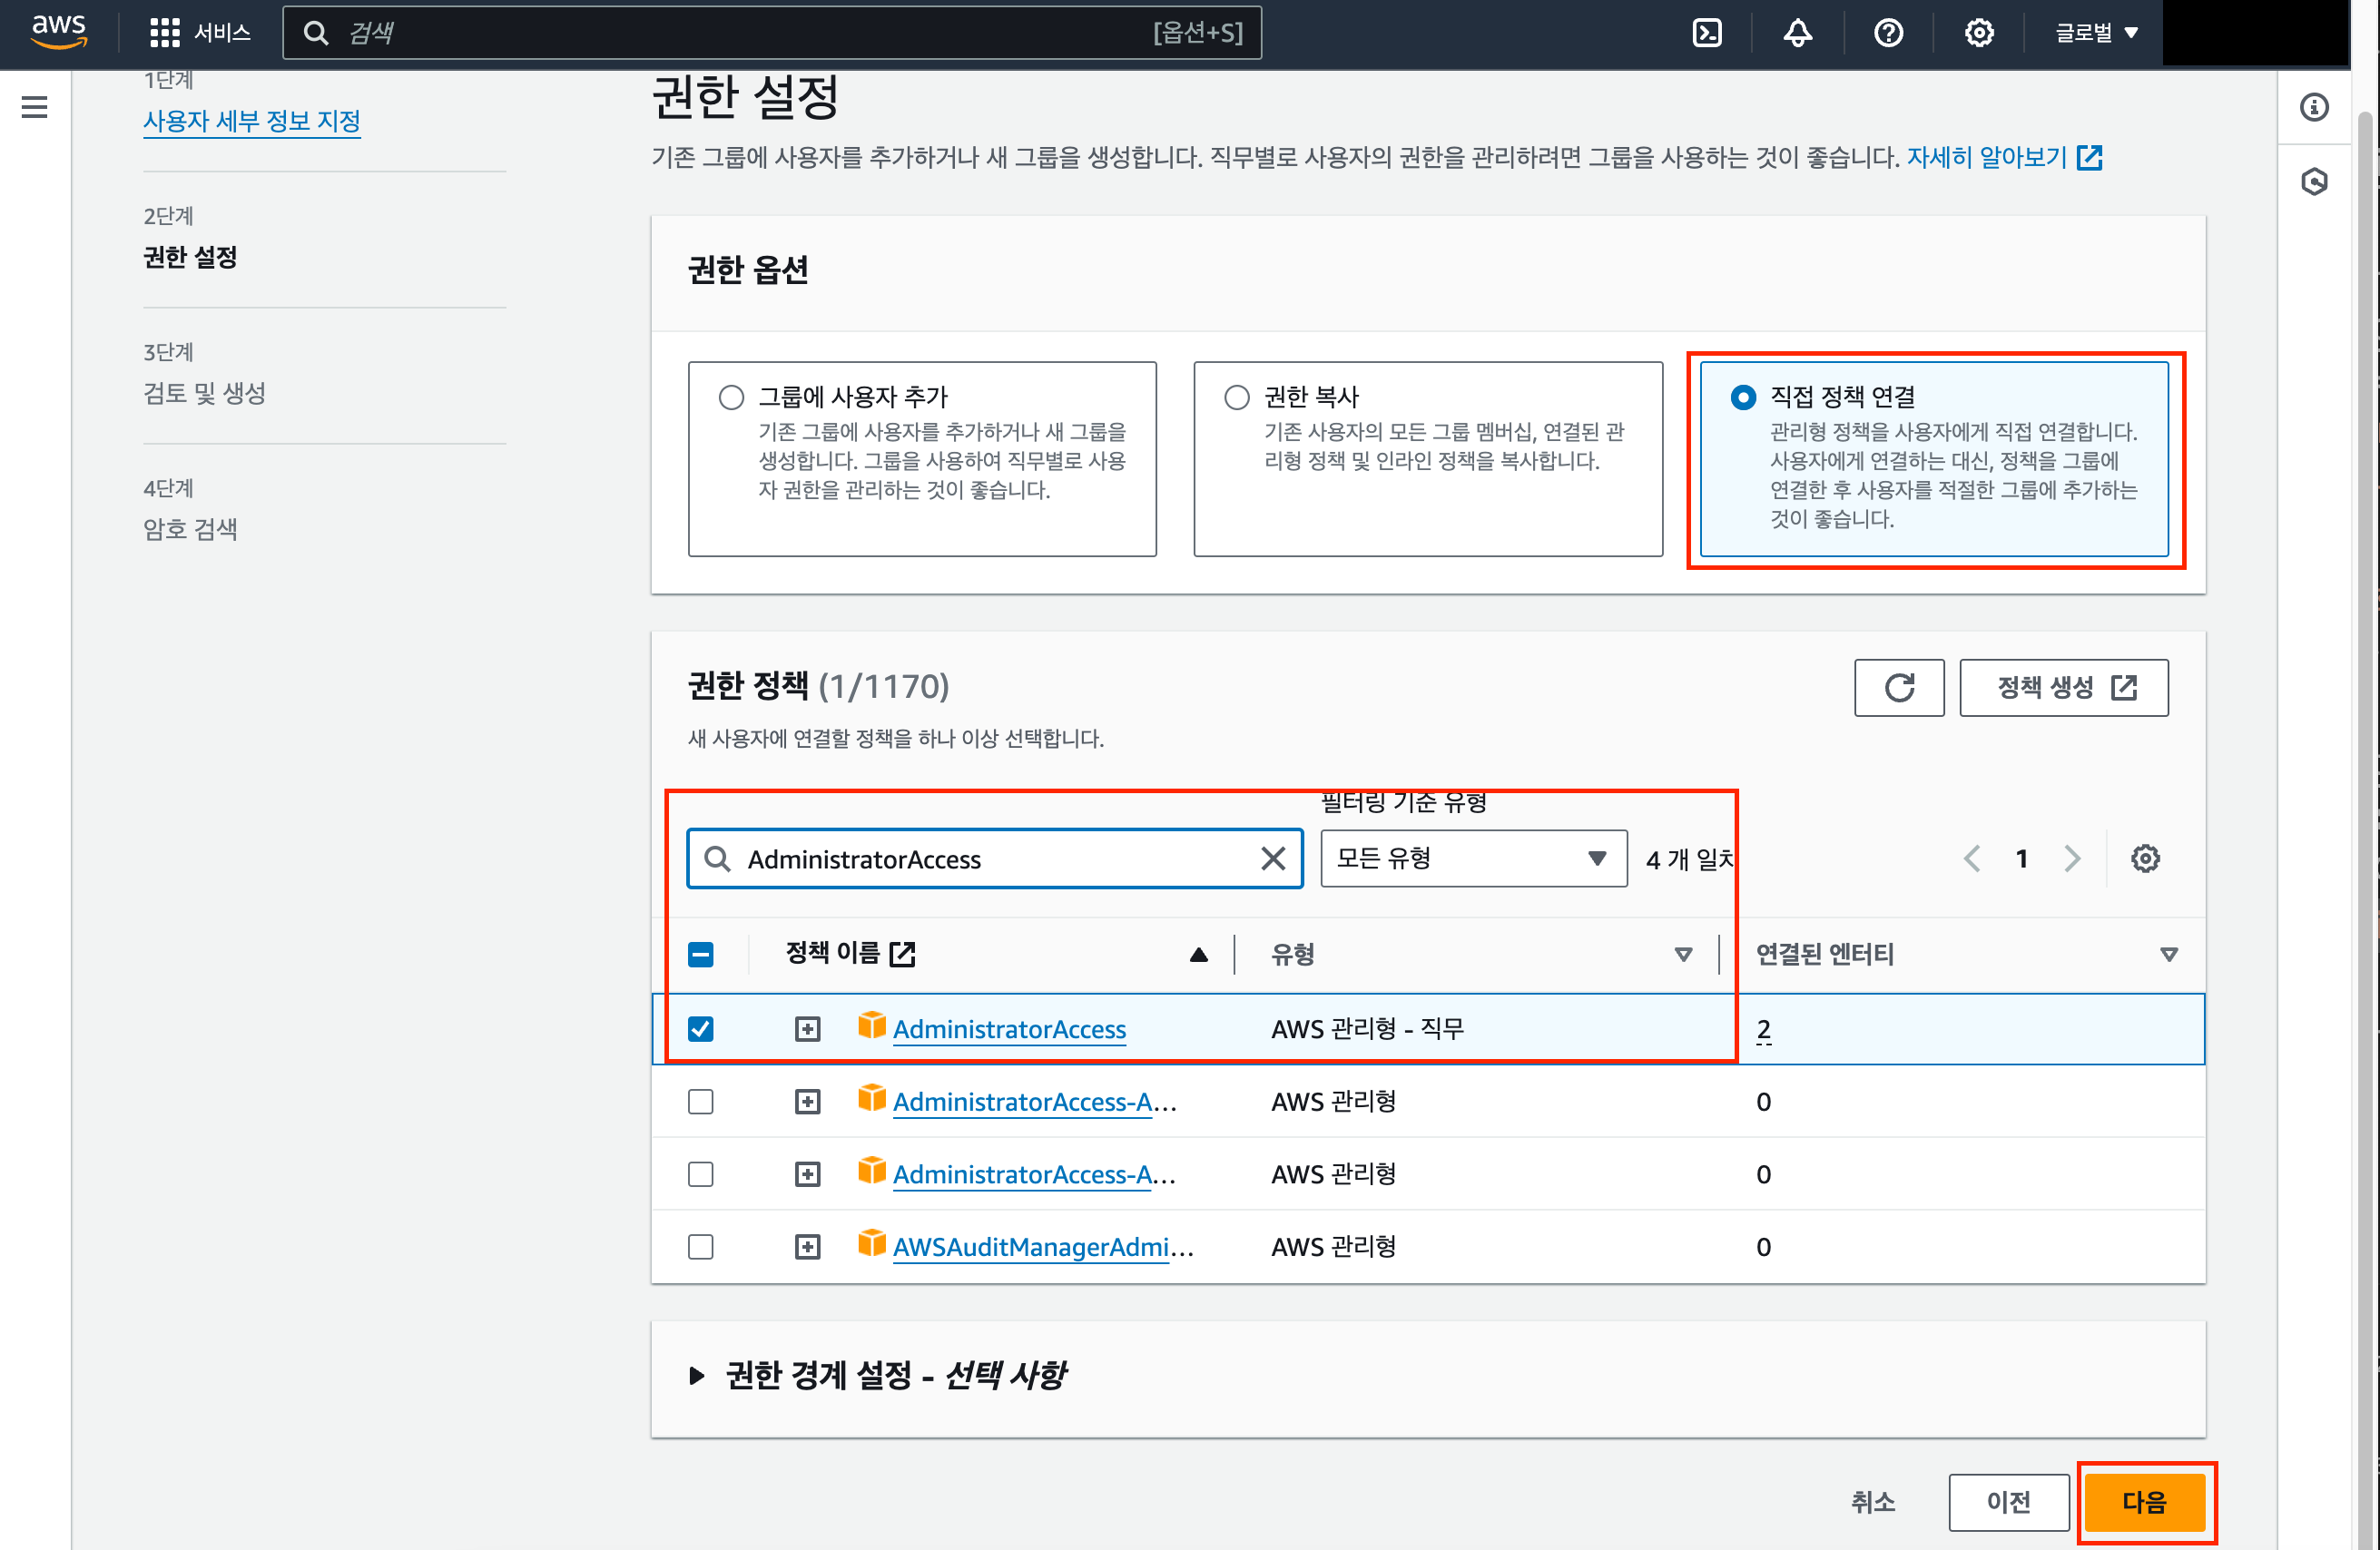 aws
서비스
검색
[옵션+S]
글로벌
1단계
사용자 세부 정보 지정
2단계
권한 설정
3단계
검토 및 생성
4단계
암호 검색
권한 설정
기존 그룹에 사용자를 추가하거나 새 그룹을 생성합니다. 직무별로 사용자의 권한을 관리하려면 그룹을 사용하는 것이 좋습니다. 자세히 알아보기
권한 옵션
그룹에 사용자 추가
기존 그룹에 사용자를 추가하거나 새 그룹을
생성합니다. 그룹을 사용하여 직무별로 사용
자 권한을 관리하는 것이 좋습니다.
권한 복사
기존 사용자의 모든 그룹 멤버십, 연결된 관
리형 정책 및 인라인 정책을 복사합니다.
직접 정책 연결
관리형 정책을 사용자에게 직접 연결합니다.
사용자에게 연결하는 대신, 정책을 그룹에
연결한 후 사용자를 적절한 그룹에 추가하는
것이 좋습니다.
권한 정책 (1/1170)
정책 생성
새 사용자에 연결할 정책을 하나 이상 선택합니다.
필터링 기준 유형
AdministratorAccess
모든 유형
4 개 일치
1
정책 이름
유형
연결된 엔터티
AdministratorAccess
AWS 관리형 - 직무
2
AdministratorAccess-A...
AWS 관리형
0
AdministratorAccess-A...
AWS 관리형
0
AWSAuditManagerAdmi...
AWS 관리형
0
권한 경계 설정 - 선택 사항
취소
이전
다음